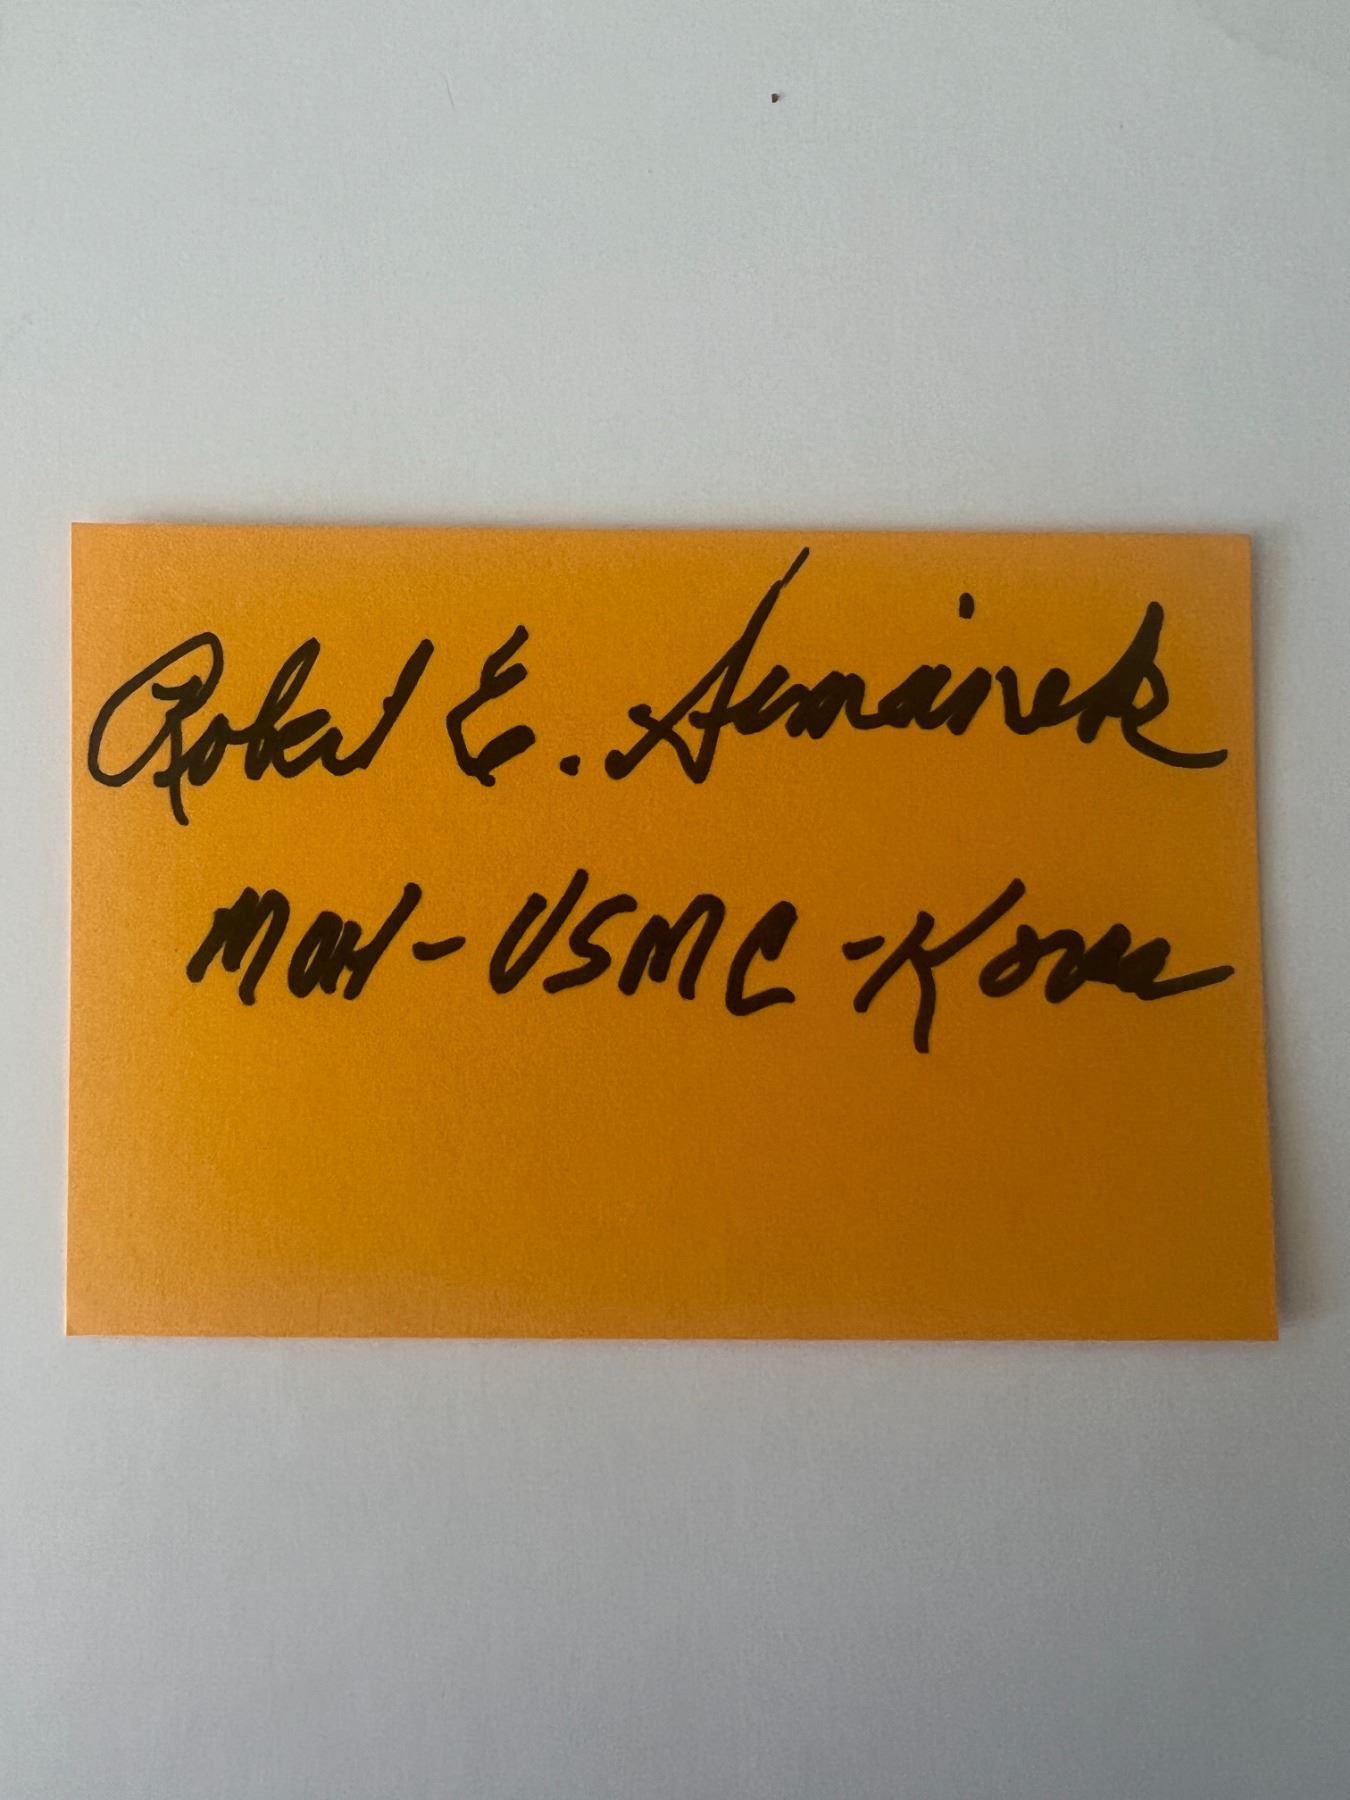 Robert E. Simanek
MOH - USMC - Korea